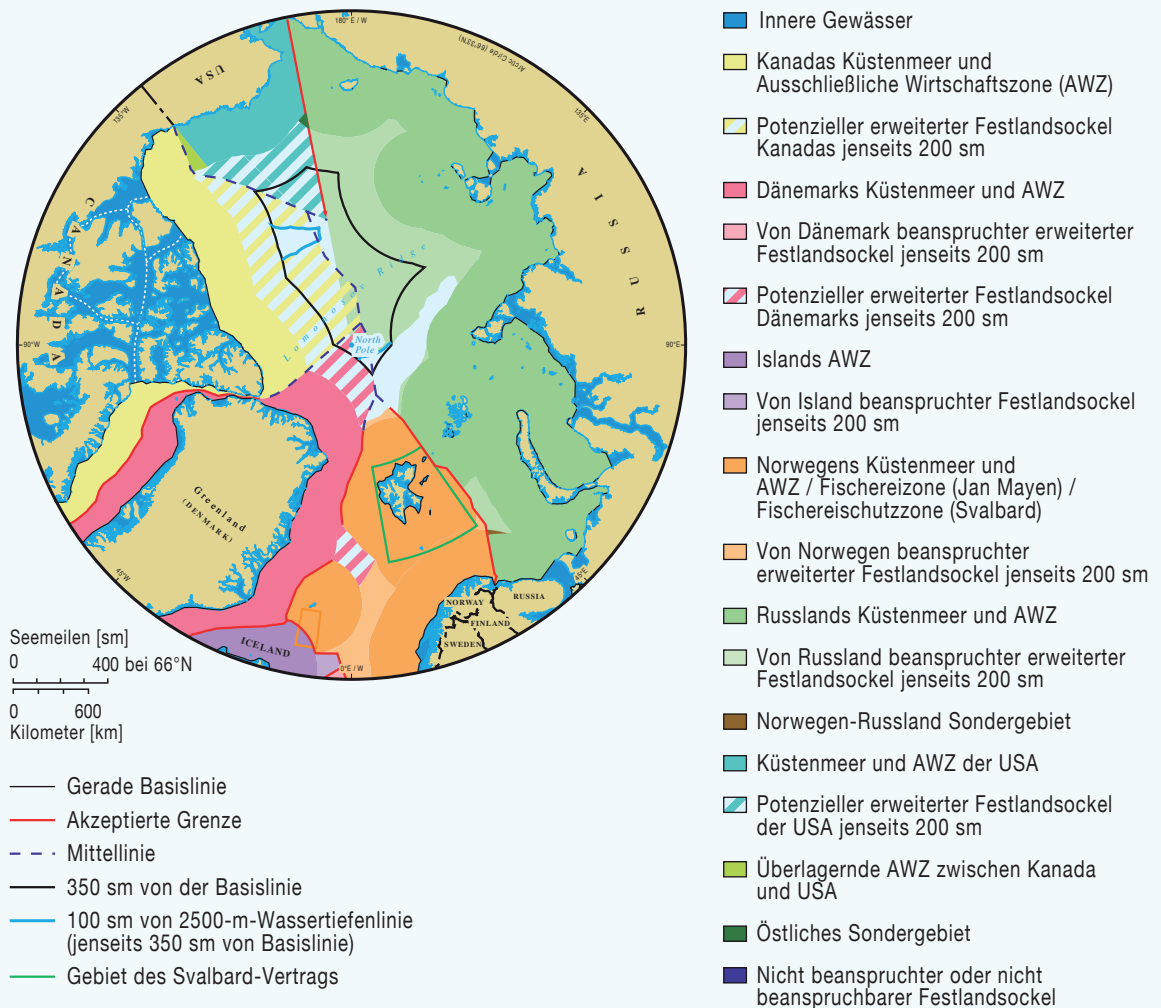 180° E / W
Arctic Circle (66°33'N)
USA
135°W
135°E
CANADA
RUSSIA
Lomonosov Ridge
North
Pole
90°W
90°E
Greenland
(DENMARK)
45°W
45°E
NORWAY
RUSSIA
FINLAND
SWEDEN
ICELAND
0°E / W
Seemeilen [sm]
0 400 bei 66°N
0 600
Kilometer [km]
Gerade Basislinie
Akzeptierte Grenze
Mittellinie
350 sm von der Basislinie
100 sm von 2500-m-Wassertiefenlinie
(jenseits 350 sm von Basislinie)
Gebiet des Svalbard-Vertrags
Innere Gewässer
Kanadas Küstenmeer und
Ausschließliche Wirtschaftszone (AWZ)
Potenzieller erweiterter Festlandsockel
Kanadas jenseits 200 sm
Dänemarks Küstenmeer und AWZ
Von Dänemark beanspruchter erweiterter
Festlandsockel jenseits 200 sm
Potenzieller erweiterter Festlandsockel
Dänemarks jenseits 200 sm
Islands AWZ
Von Island beanspruchter Festlandsockel
jenseits 200 sm
Norwegens Küstenmeer und
AWZ / Fischereizone (Jan Mayen) /
Fischereischutzzone (Svalbard)
Von Norwegen beanspruchter
erweiterter Festlandsockel jenseits 200 sm
Russlands Küstenmeer und AWZ
Von Russland beanspruchter erweiterter
Festlandsockel jenseits 200 sm
Norwegen-Russland Sondergebiet
Küstenmeer und AWZ der USA
Potenzieller erweiterter Festlandsockel
der USA jenseits 200 sm
Überlagernde AWZ zwischen Kanada
und USA
Östliches Sondergebiet
Nicht beanspruchter oder nicht
beanspruchbarer Festlandsockel